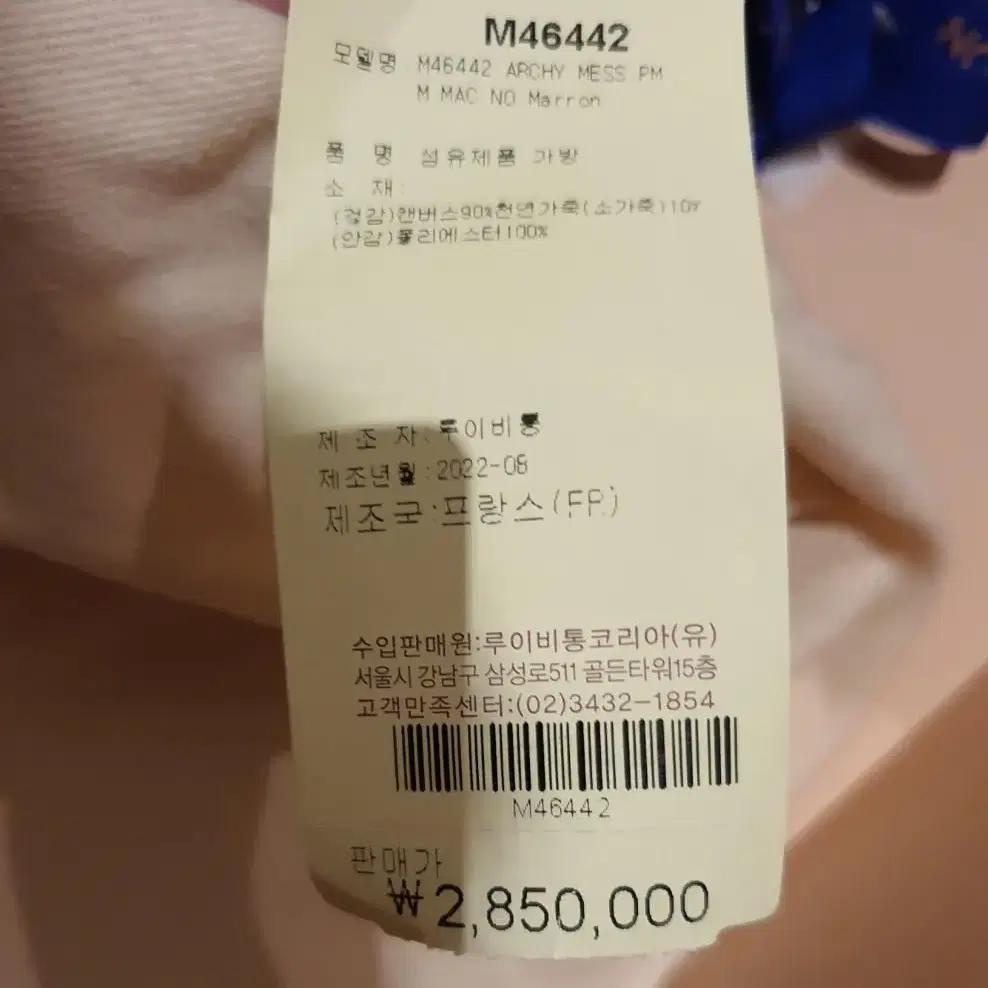 M46442
모델명 M46442 ARCHY MESS PM
M MAC NO Marron
품 명 섬유제품 가방
소 재:
(겉감)캔버스90%천연가죽(소가죽)10%
(안감)폴리에스터100%
제 조 자:루이비통
제조년월:2022-08
제조국:프랑스(FR)
수입판매원:루이비통코리아(유)
서울시 강남구 삼성로511 골든타워15층
고객만족센터:(02)3432-1854
M46442
판매가
₩2,850,000